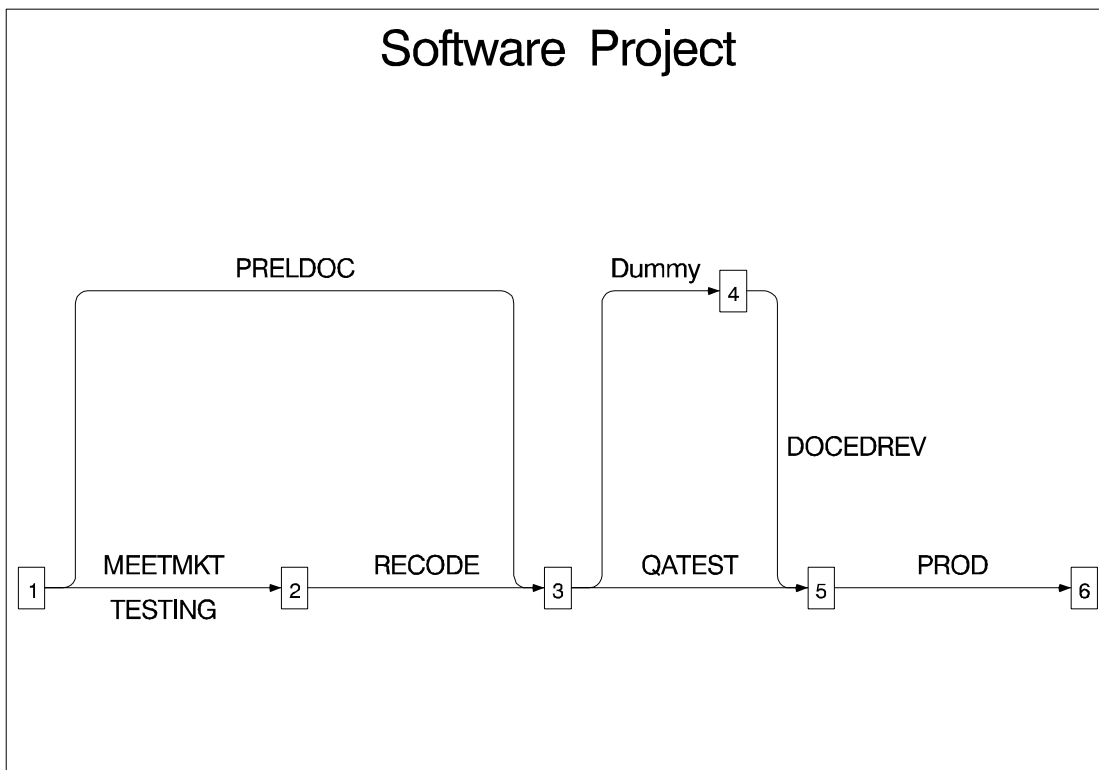 Software Project
PRELDOC
Dummy
4
DOCEDREV
MEETMKT
RECODE
QATEST
PROD
1
2
3
5
6
TESTING